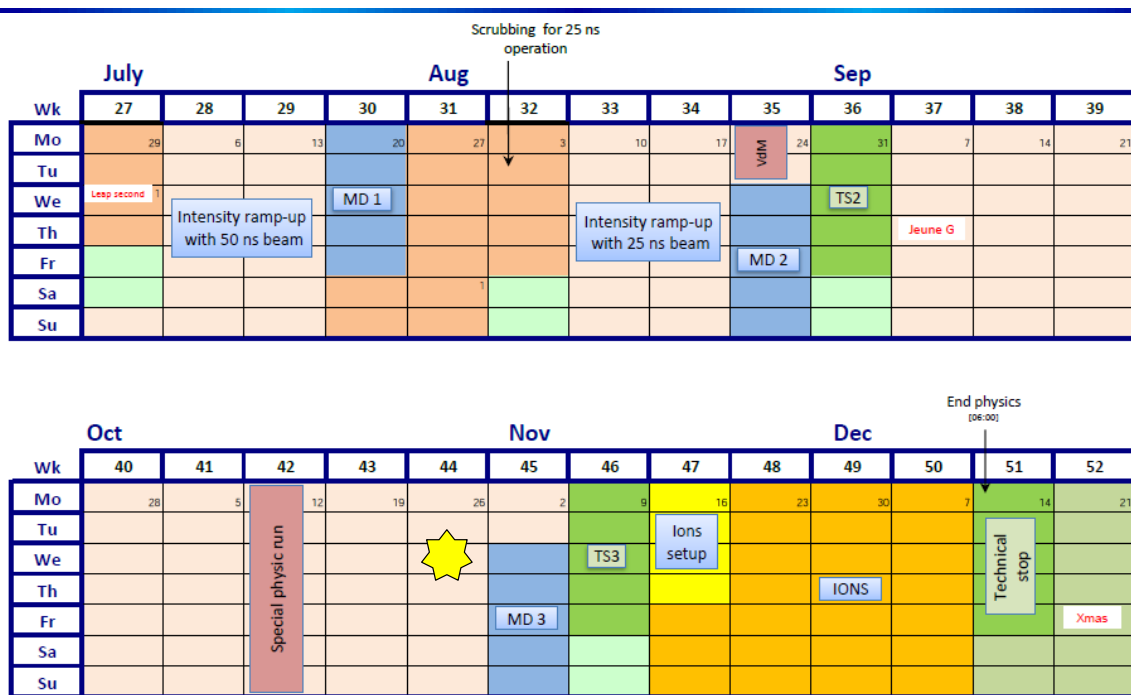 Scrubbing for 25 ns
operation
July Aug Sep
Wk 27 28 29 30 31 32 33 34 35 36 37 38 39
Mo 29 6 13 20 27 3 10 17 VdM 24 31 7 14 21
Tu
We Leap second 1 MD 1 TS2
Intensity ramp-up
with 50 ns beam
Intensity ramp-up
with 25 ns beam
Th Jeune G
Fr MD 2
Sa 1
Su
End physics
[06:00]
Oct Nov Dec
Wk 40 41 42 43 44 45 46 47 48 49 50 51 52
Mo 28 5 12 19 26 2 9 16 23 30 7 14 21
Special physic run
Tu
Ions
setup
Technical
stop
We TS3
Th IONS
Fr MD 3 Xmas
Sa
Su